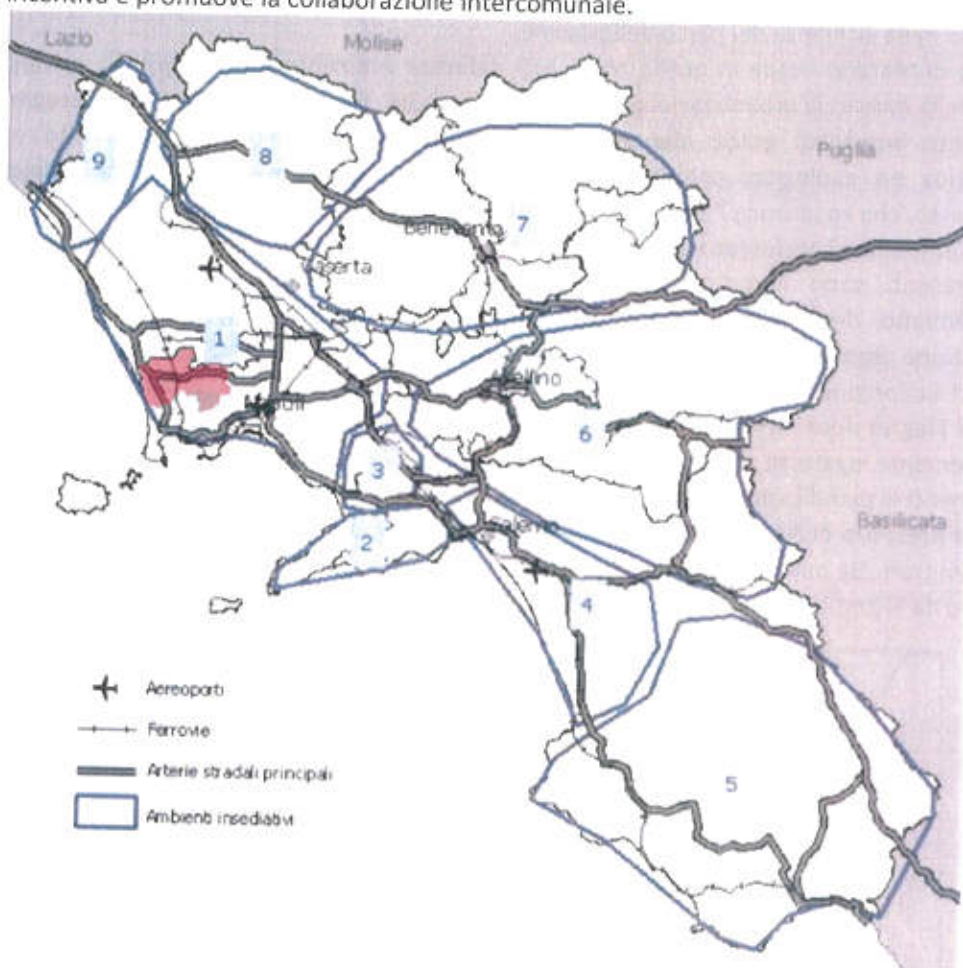 incentiva e promuove la collaborazione intercomunale.
Lazio
Molise
Puglia
9
8
7
Benevento
Caserta
1
Avellino
Napoli
6
3
Salerno
Basilicata
2
4
5
Aereoporti
Ferrovie
Arterie stradali principali
Ambienti insediativi